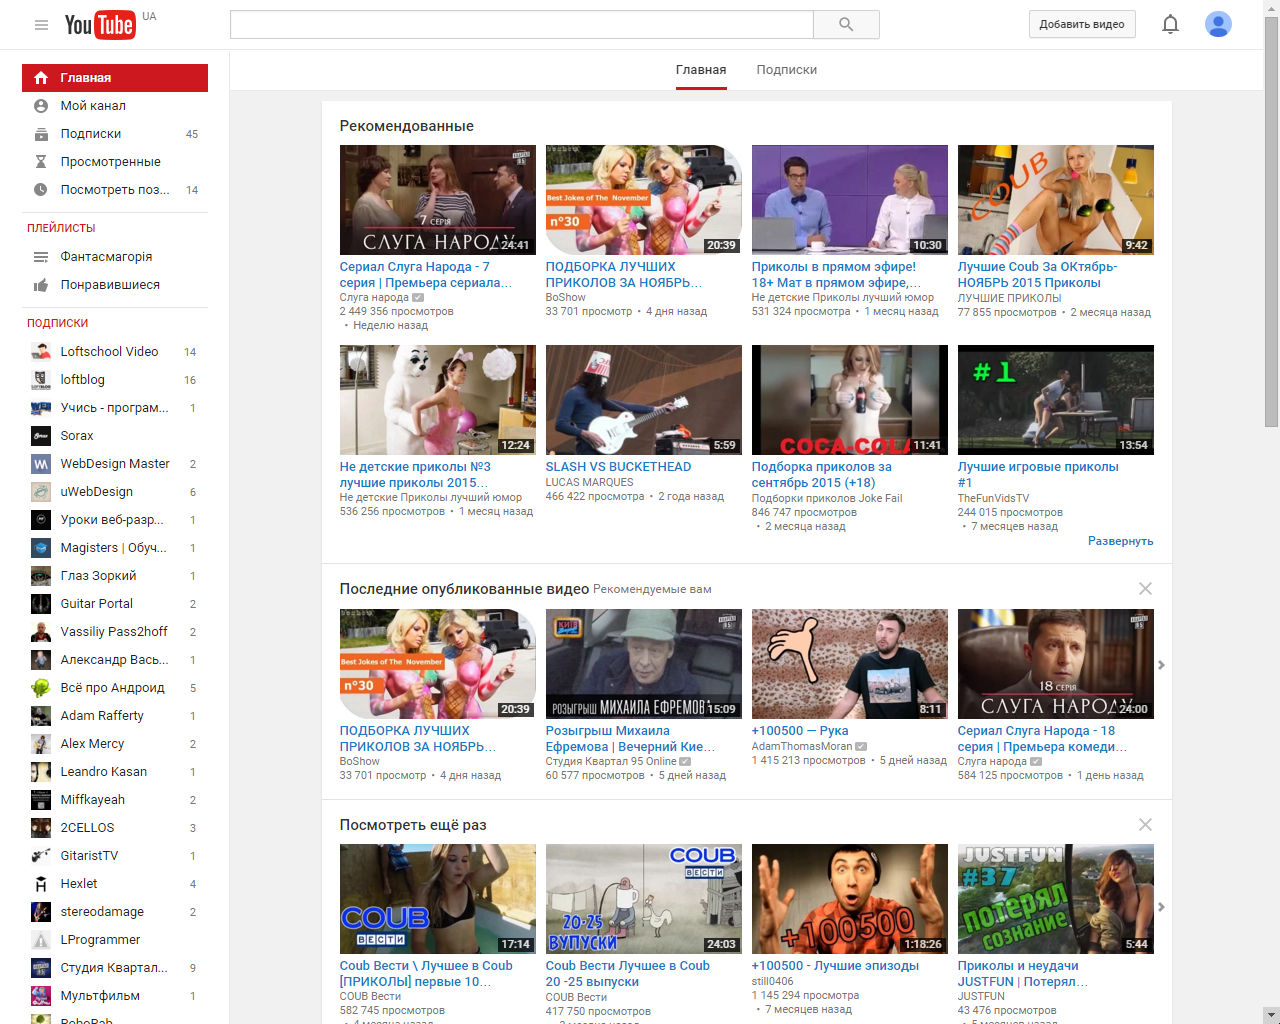 YouTube UA
Добавить видео
Главная
Мой канал
Подписки 45
Просмотренные
Посмотреть поз... 14
ПЛЕЙЛИСТЫ
Фантасмагорія
Понравившиеся
ПОДПИСКИ
Loftschool Video 14
loftblog 16
Учись - програм... 1
Sorax
WebDesign Master 2
uWebDesign 6
Уроки веб-разр... 1
Magisters | Обуч... 1
Глаз Зоркий 1
Guitar Portal 2
Vassiliy Pass2hoff 2
Александр Вась... 1
Всё про Андроид 5
Adam Rafferty 1
Alex Mercy 2
Leandro Kasan 1
Miffkayeah 2
2CELLOS 3
GitaristTV 1
Hexlet 4
stereodamage 2
LProgrammer
Студия Квартал... 9
Мультфильм 1
Главная Подписки
Рекомендованные
7 СЕРІЯ
СЛУГА НАРОДУ
24:41
Сериал Слуга Народа - 7
серия | Премьера сериала...
Слуга народа
2 449 356 просмотров
• Неделю назад
Best Jokes of The November
n°30
20:39
ПОДБОРКА ЛУЧШИХ
ПРИКОЛОВ ЗА НОЯБРЬ...
BoShow
33 701 просмотр • 4 дня назад
10:30
Приколы в прямом эфире!
18+ Мат в прямом эфире,...
Не детские Приколы лучший юмор
531 324 просмотра • 1 месяц назад
COUB
9:42
Лучшие Coub За ОКтябрь-
НОЯБРЬ 2015 Приколы
ЛУЧШИЕ ПРИКОЛЫ
77 855 просмотров • 2 месяца назад
12:24
Не детские приколы №3
лучшие приколы 2015...
Не детские Приколы лучший юмор
536 256 просмотров • 1 месяц назад
5:59
SLASH VS BUCKETHEAD
LUCAS MARQUES
466 422 просмотра • 2 года назад
COCA-COLA
11:41
Подборка приколов за
сентябрь 2015 (+18)
Подборки приколов Joke Fail
846 747 просмотров
• 2 месяца назад
#1
13:54
Лучшие игровые приколы
#1
TheFunVidsTV
244 015 просмотров
• 7 месяцев назад
Развернуть
Последние опубликованные видео Рекомендуемые вам
Best Jokes of The November
n°30
20:39
ПОДБОРКА ЛУЧШИХ
ПРИКОЛОВ ЗА НОЯБРЬ...
BoShow
33 701 просмотр • 4 дня назад
РОЗЫГРЫШ МИХАИЛА ЕФРЕМОВА
15:09
Розыгрыш Михаила
Ефремова | Вечерний Кие...
Студия Квартал 95 Online
60 577 просмотров • 5 дней назад
8:11
+100500 — Рука
AdamThomasMoran
1 415 213 просмотров • 5 дней назад
18 СЕРІЯ
СЛУГА НАРОДУ
24:00
Сериал Слуга Народа - 18
серия | Премьера комеди...
Слуга народа
584 125 просмотров • 1 день назад
Посмотреть ещё раз
COUB
ВЕСТИ
17:14
Coub Вести \ Лучшее в Coub
[ПРИКОЛЫ] первые 10...
COUB Вести
582 745 просмотров
• 4 месяца назад
COUB
ВЕСТИ
20-25
ВЫПУСКИ
24:03
Coub Вести Лучшее в Coub
20 -25 выпуски
COUB Вести
417 750 просмотров
+100500
1:18:26
+100500 - Лучшие эпизоды
still0406
1 145 294 просмотра
• 7 месяцев назад
JUSTFUN
#37
ПОТЕРЯЛ
СОЗНАНИЕ
5:44
Приколы и неудачи
JUSTFUN | Потерял...
JUSTFUN
43 476 просмотров